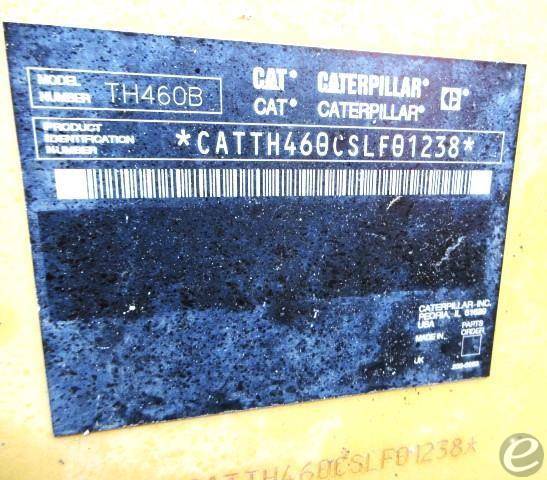 MODEL
NUMBER TH460B
CAT® CATERPILLAR®
CAT® CATERPILLAR®
PRODUCT
IDENTIFICATION
NUMBER
*CATTH460CSLF01238*
CATERPILLAR INC.
PEORIA, IL 61629
USA
PARTS
ORDER
MADE IN
UK
CATTH460CSLF01238*
e